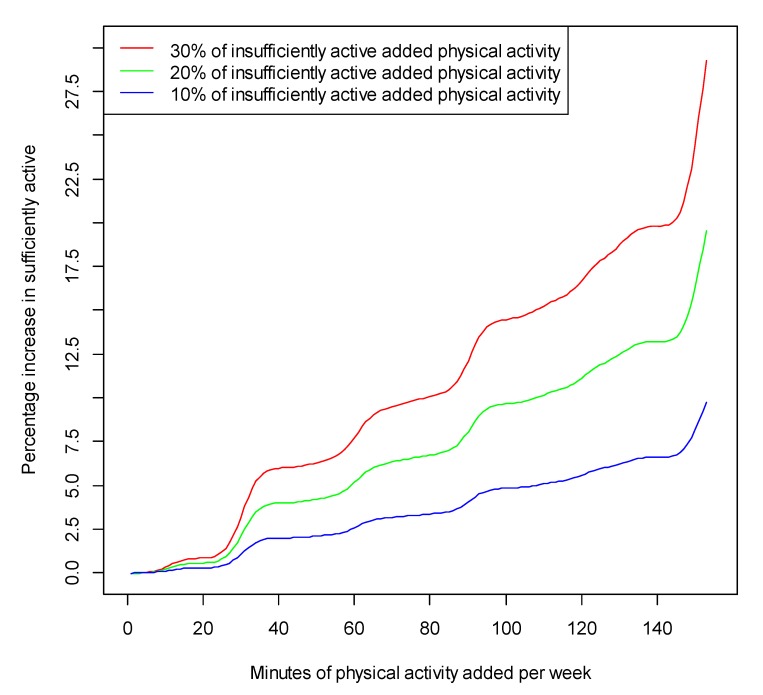 30% of insufficiently active added physical activity
20% of insufficiently active added physical activity
10% of insufficiently active added physical activity
Percentage increase in sufficiently active
27.5
22.5
17.5
12.5
7.5
5.0
2.5
0.0
0 20 40 60 80 100 120 140
Minutes of physical activity added per week